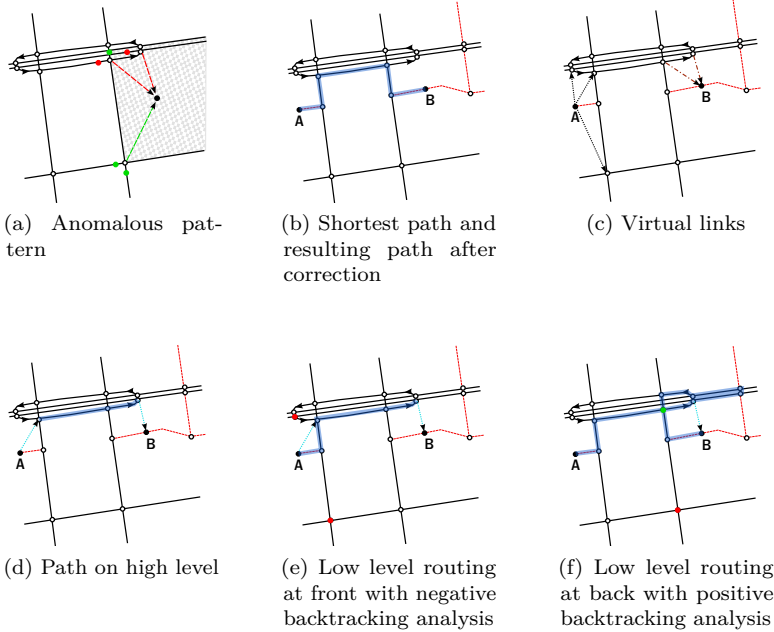 A
B
A
B
(a) Anomalous pat-
tern
(b) Shortest path and
resulting path after
correction
(c) Virtual links
A
B
A
B
A
B
(d) Path on high level
(e) Low level routing
at front with negative
backtracking analysis
(f) Low level routing
at back with positive
backtracking analysis